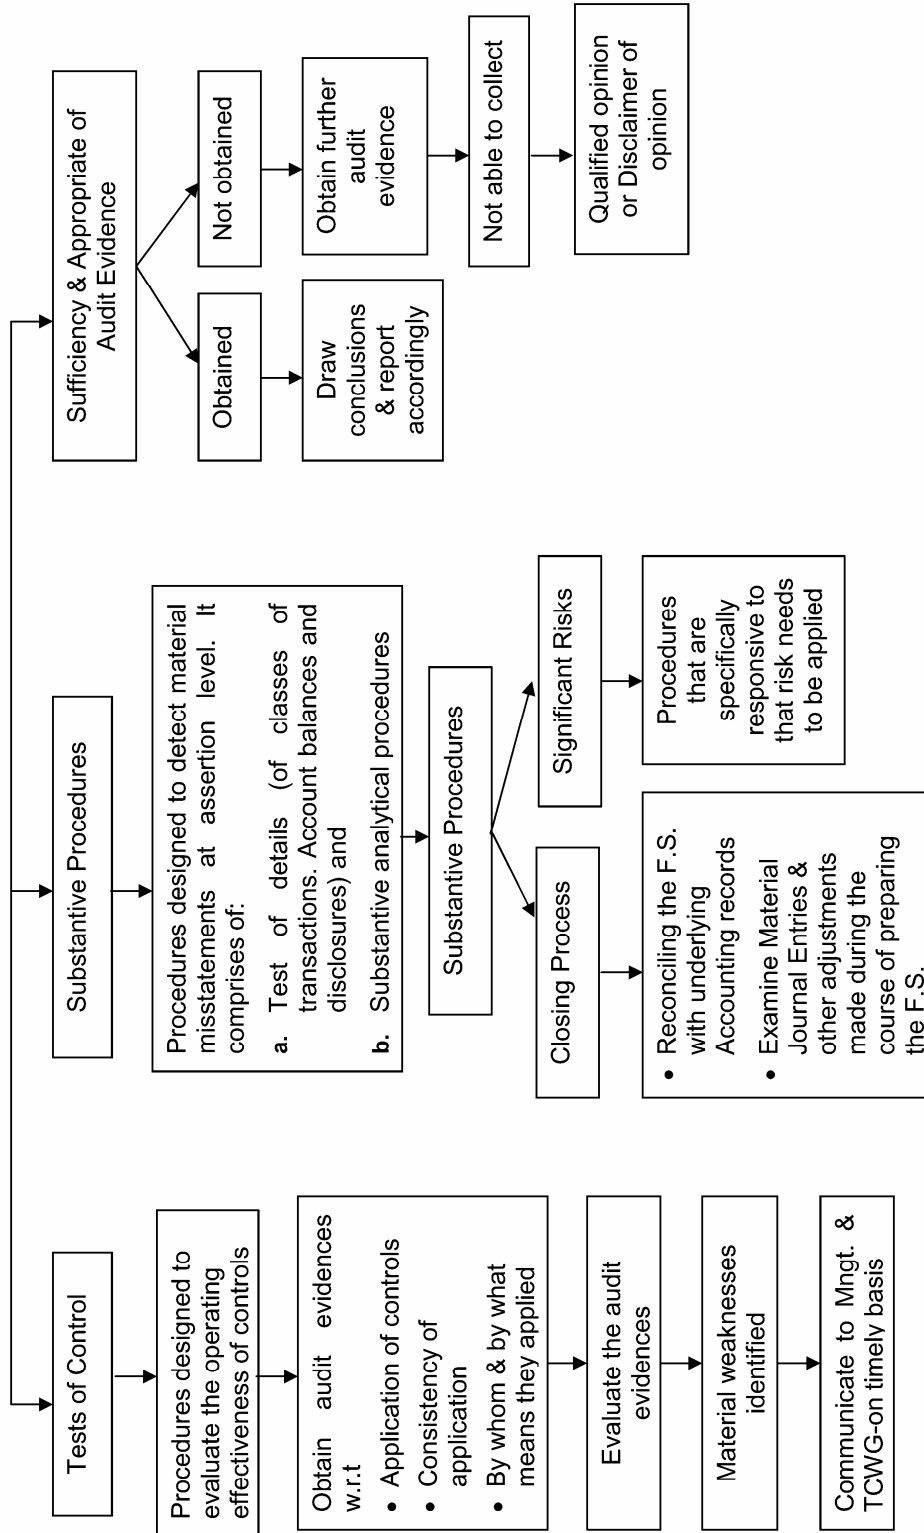 Tests of Control
Procedures designed to
evaluate the operating
effectiveness of controls
Obtain audit evidences
w.r.t
• Application of controls
• Consistency of
application
• By whom & by what
means they applied
Evaluate the audit
evidences
Material weaknesses
identified
Communicate to Mngt. &
TCWG-on timely basis
Substantive Procedures
Procedures designed to detect material
misstatements at assertion level. It
comprises of:
a. Test of details (of classes of
transactions. Account balances and
disclosures) and
b. Substantive analytical procedures
Substantive Procedures
Closing Process
• Reconciling the F.S.
with underlying
Accounting records
• Examine Material
Journal Entries &
other adjustments
made during the
course of preparing
the F.S.
Significant Risks
Procedures
that are
specifically
responsive to
that risk needs
to be applied
Sufficiency & Appropriate of
Audit Evidence
Obtained
Draw
conclusions
& report
accordingly
Not obtained
Obtain further
audit
evidence
Not able to collect
Qualified opinion
or Disclaimer of
opinion